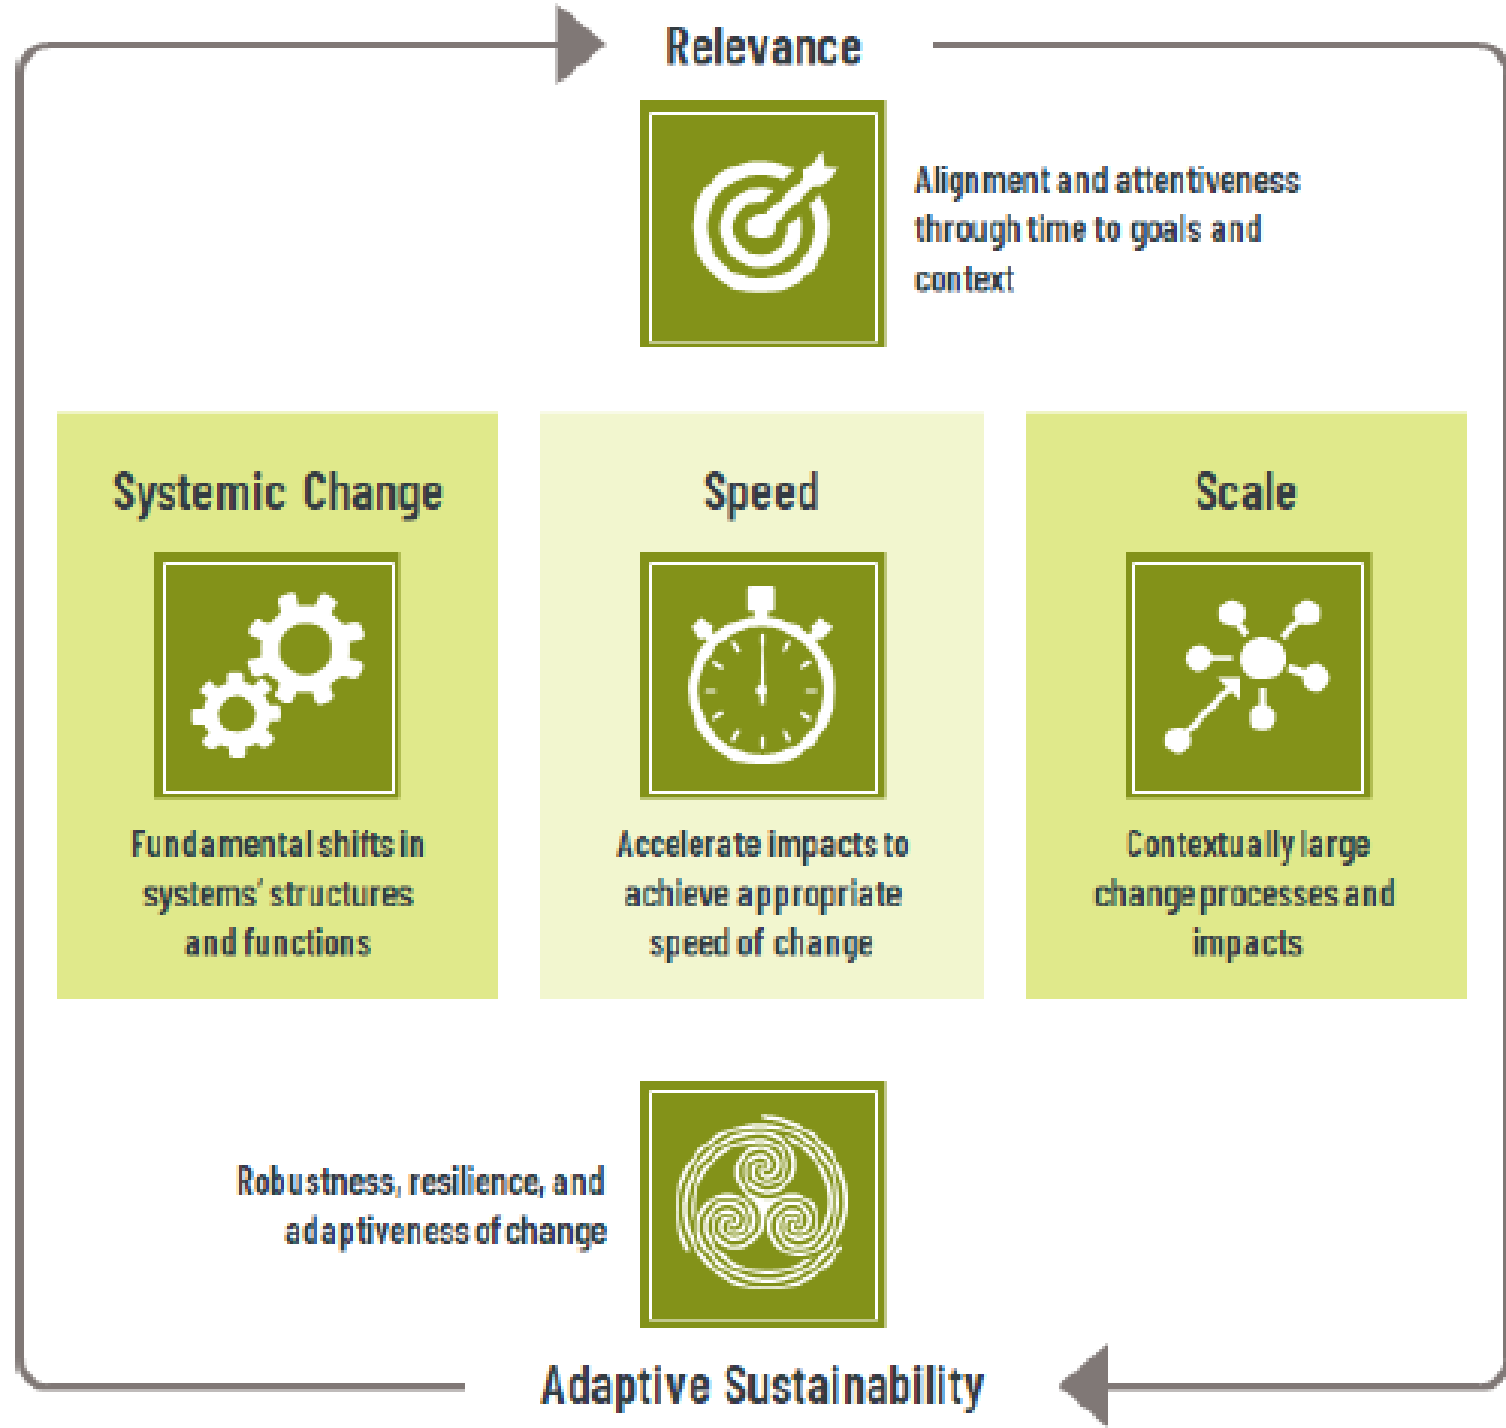 Relevance
Alignment and attentiveness
through time to goals and
context
Systemic Change
Fundamental shifts in
systems' structures
and functions
Speed
Accelerate impacts to
achieve appropriate
speed of change
Scale
Contextually large
change processes and
impacts
Robustness, resilience, and
adaptiveness of change
Adaptive Sustainability